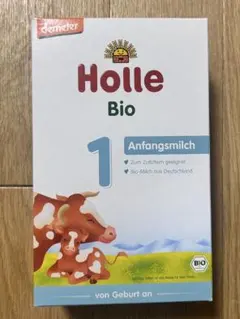 demeter
Holle
Bio
1
Anfangsmilch
Zum Zufüttern geeignet
Bio-Milch aus Deutschland
BIO
von Geburt an